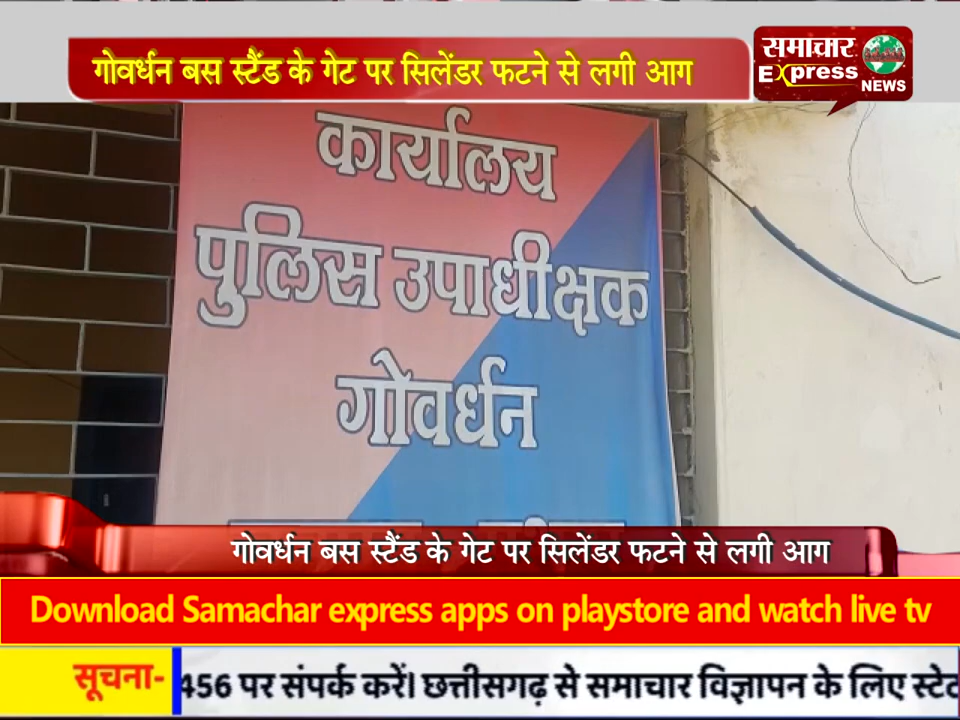 गोवर्धन बस स्टैंड के गेट पर सिलेंडर फटने से लगी आग
समाचार
Express
NEWS
कार्यालय
पुलिस उपाधीक्षक
गोवर्धन
गोवर्धन बस स्टैंड के गेट पर सिलेंडर फटने से लगी आग
Download Samachar express apps on playstore and watch live tv
सूचना- 456 पर संपर्क करें। छत्तीसगढ़ से समाचार विज्ञापन के लिए